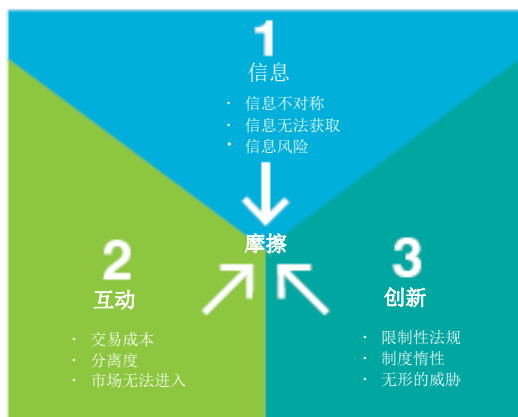 1
信息
· 信息不对称
· 信息无法获取
· 信息风险
摩擦
2
互动
· 交易成本
· 分离度
· 市场无法进入
3
创新
· 限制性法规
· 制度惰性
· 无形的威胁